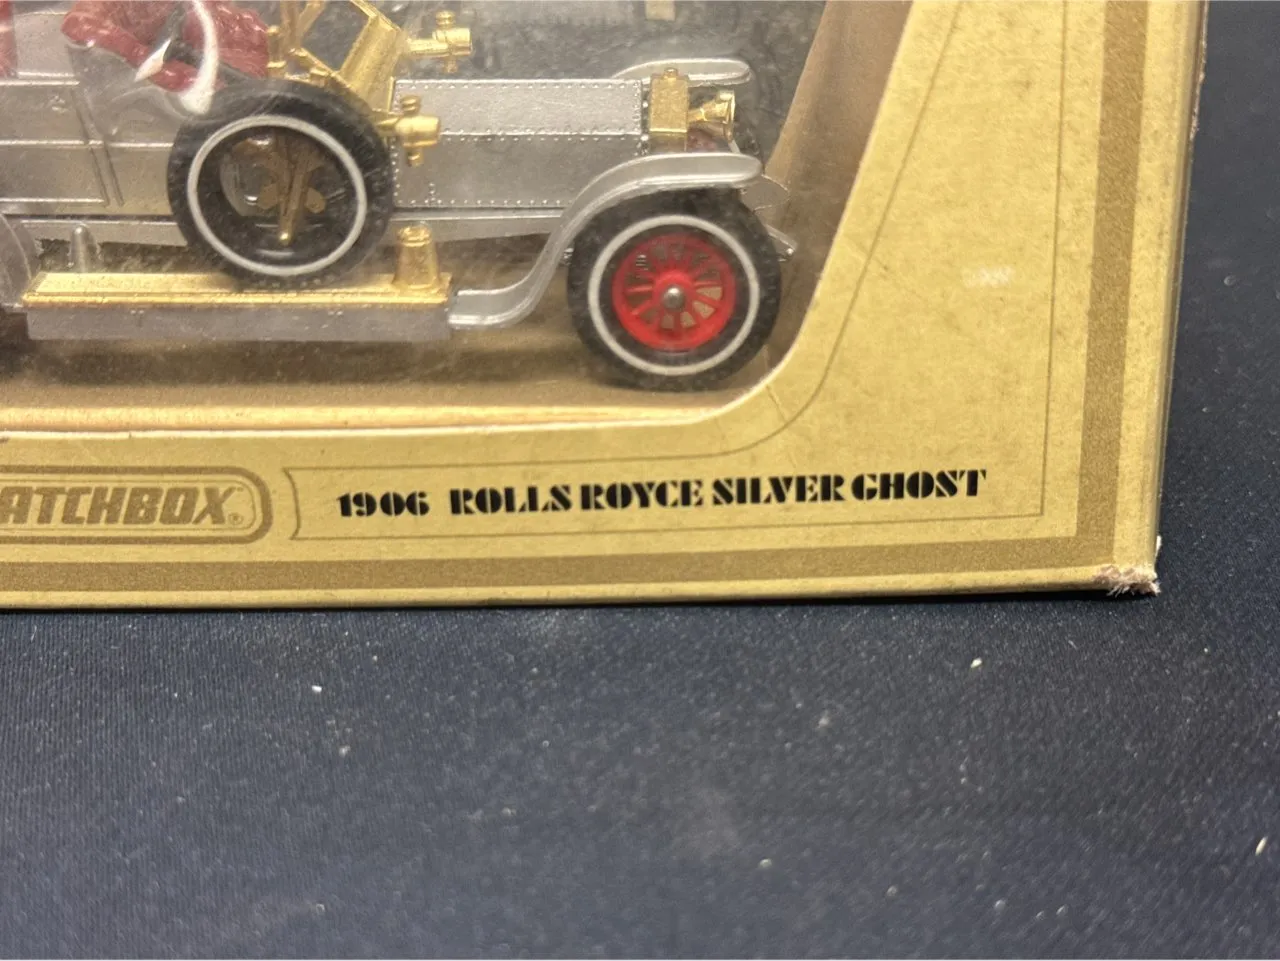 ATCHBOX®
1906 ROLLS ROYCE SILVER GHOST